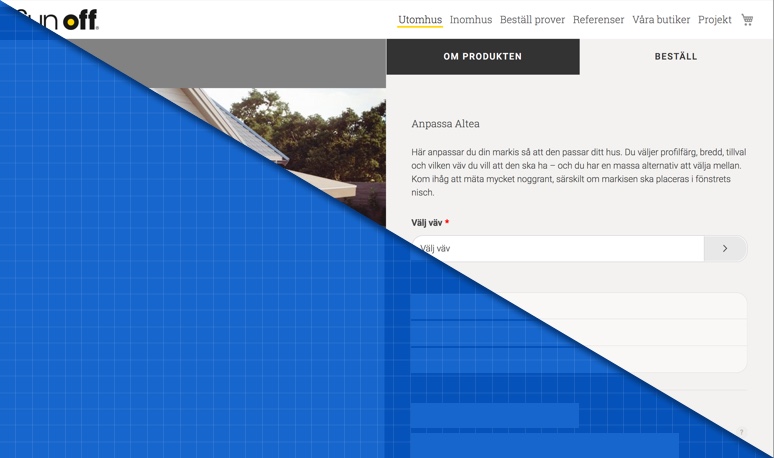 off
Utomhus Inomhus Beställ prover Referenser Våra butiker Projekt
OM PRODUKTEN
BESTÄLL
Anpassa Altea
Här anpassar du din markis så att den passar ditt hus. Du väljer profilfärg, bredd, tillval
och vilken väv du vill att den ska ha – och du har en massa alternativ att välja mellan.
Kom ihåg att mäta mycket noggrant, särskilt om markisen ska placeras i fönstrets
nisch.
Välj väv *
Välj väv
?